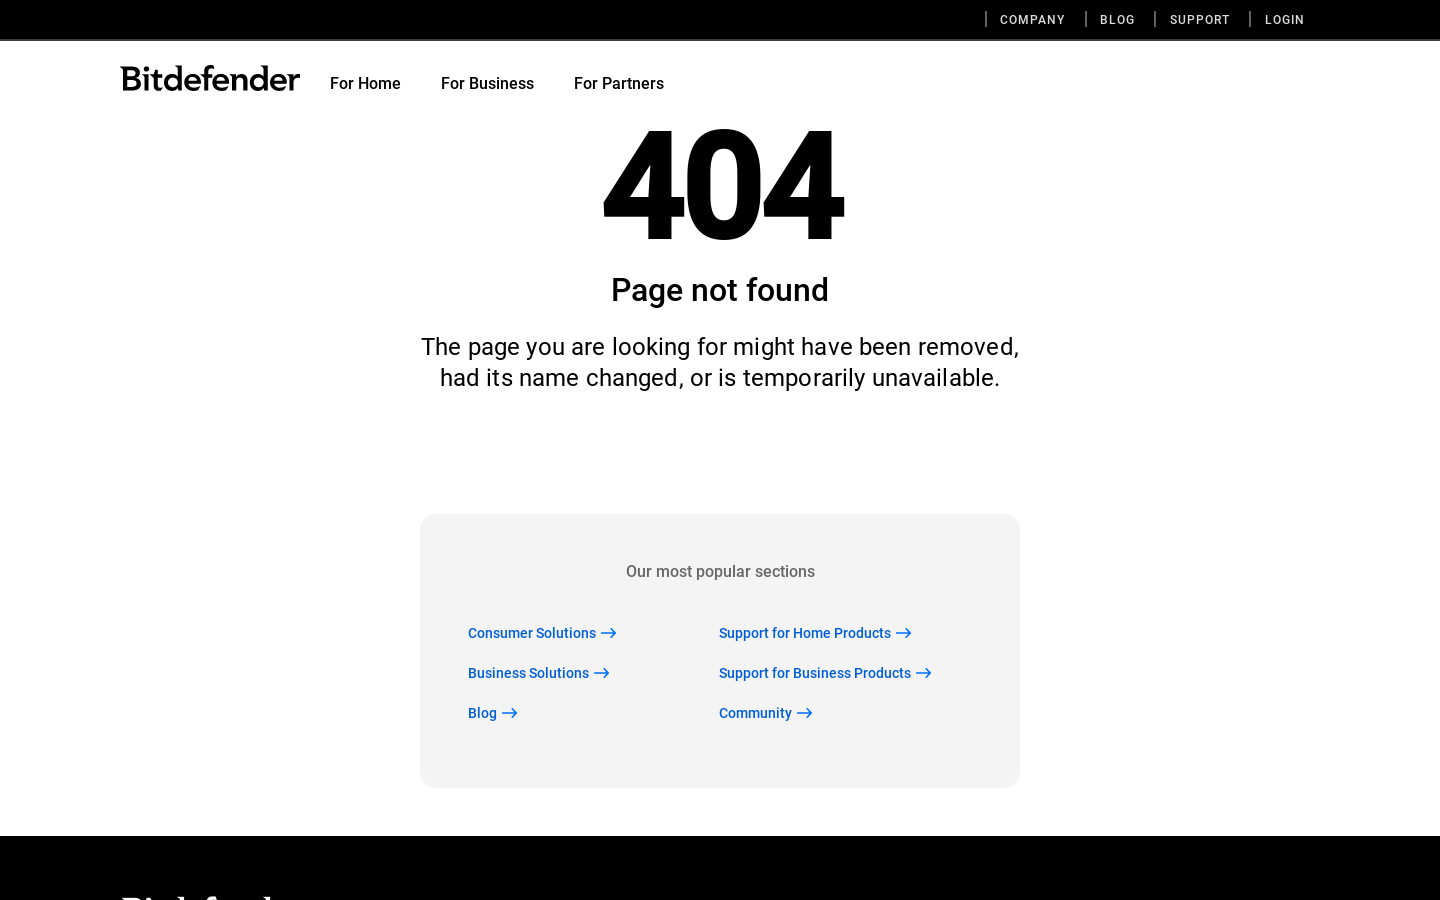 COMPANY
BLOG
SUPPORT
LOGIN
Bitdefender
For Home
For Business
For Partners
404
Page not found
The page you are looking for might have been removed,
had its name changed, or is temporarily unavailable.
Our most popular sections
Consumer Solutions
Support for Home Products
Business Solutions
Support for Business Products
Blog
Community